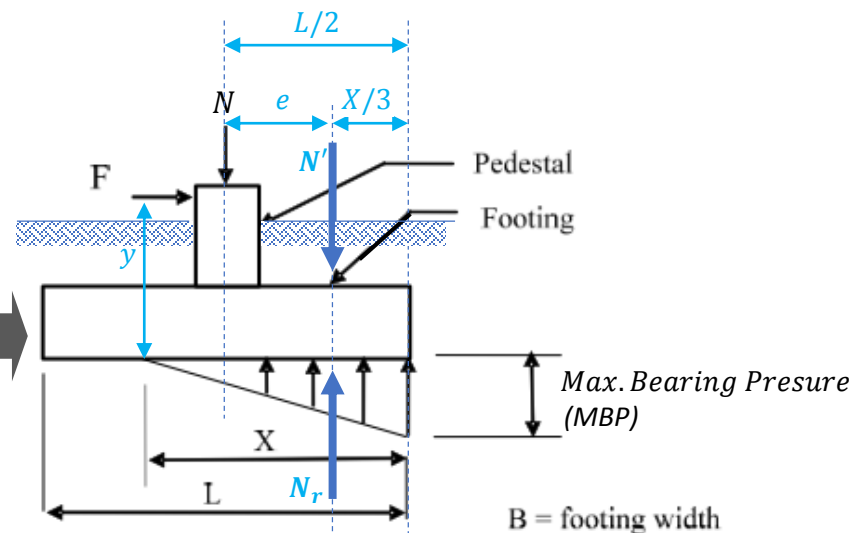 L/2
e
X/3
N
N′
F
Pedestal
Footing
y
Max. Bearing Presure
(MBP)
X
L
N_r
B = footing width